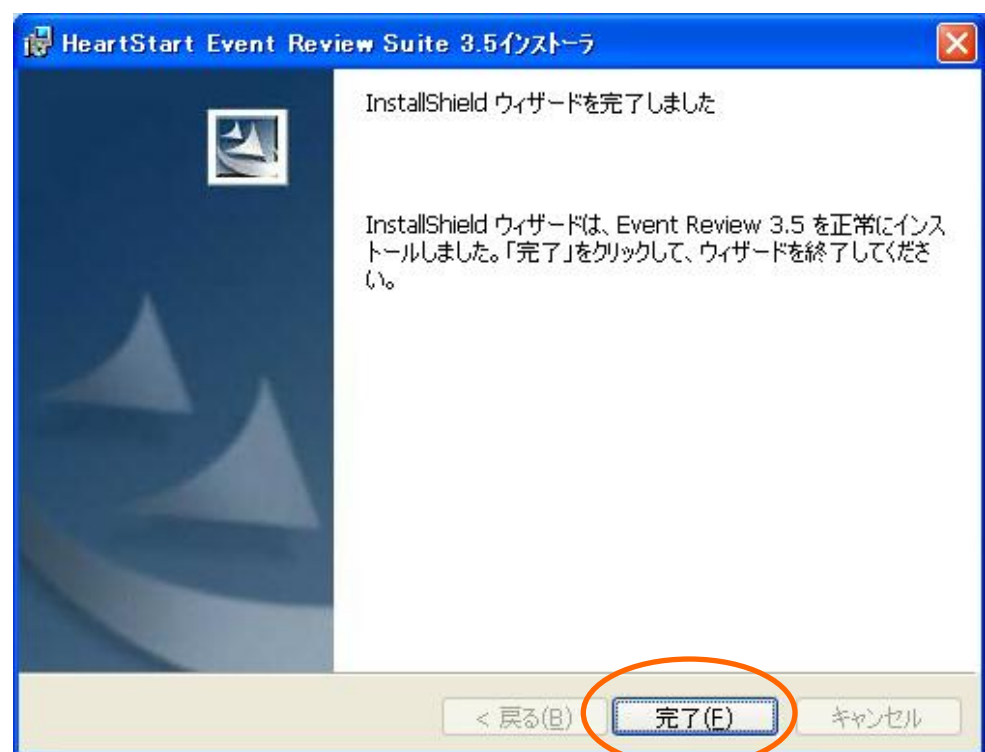 HeartStart Event Review Suite 3.5インストーラ
InstallShield ウィザードを完了しました
InstallShield ウィザードは、Event Review 3.5 を正常にインス
トールしました。「完了」をクリックして、ウィザードを終了してくださ
い。
< 戻る(B) 完了(F) キャンセル